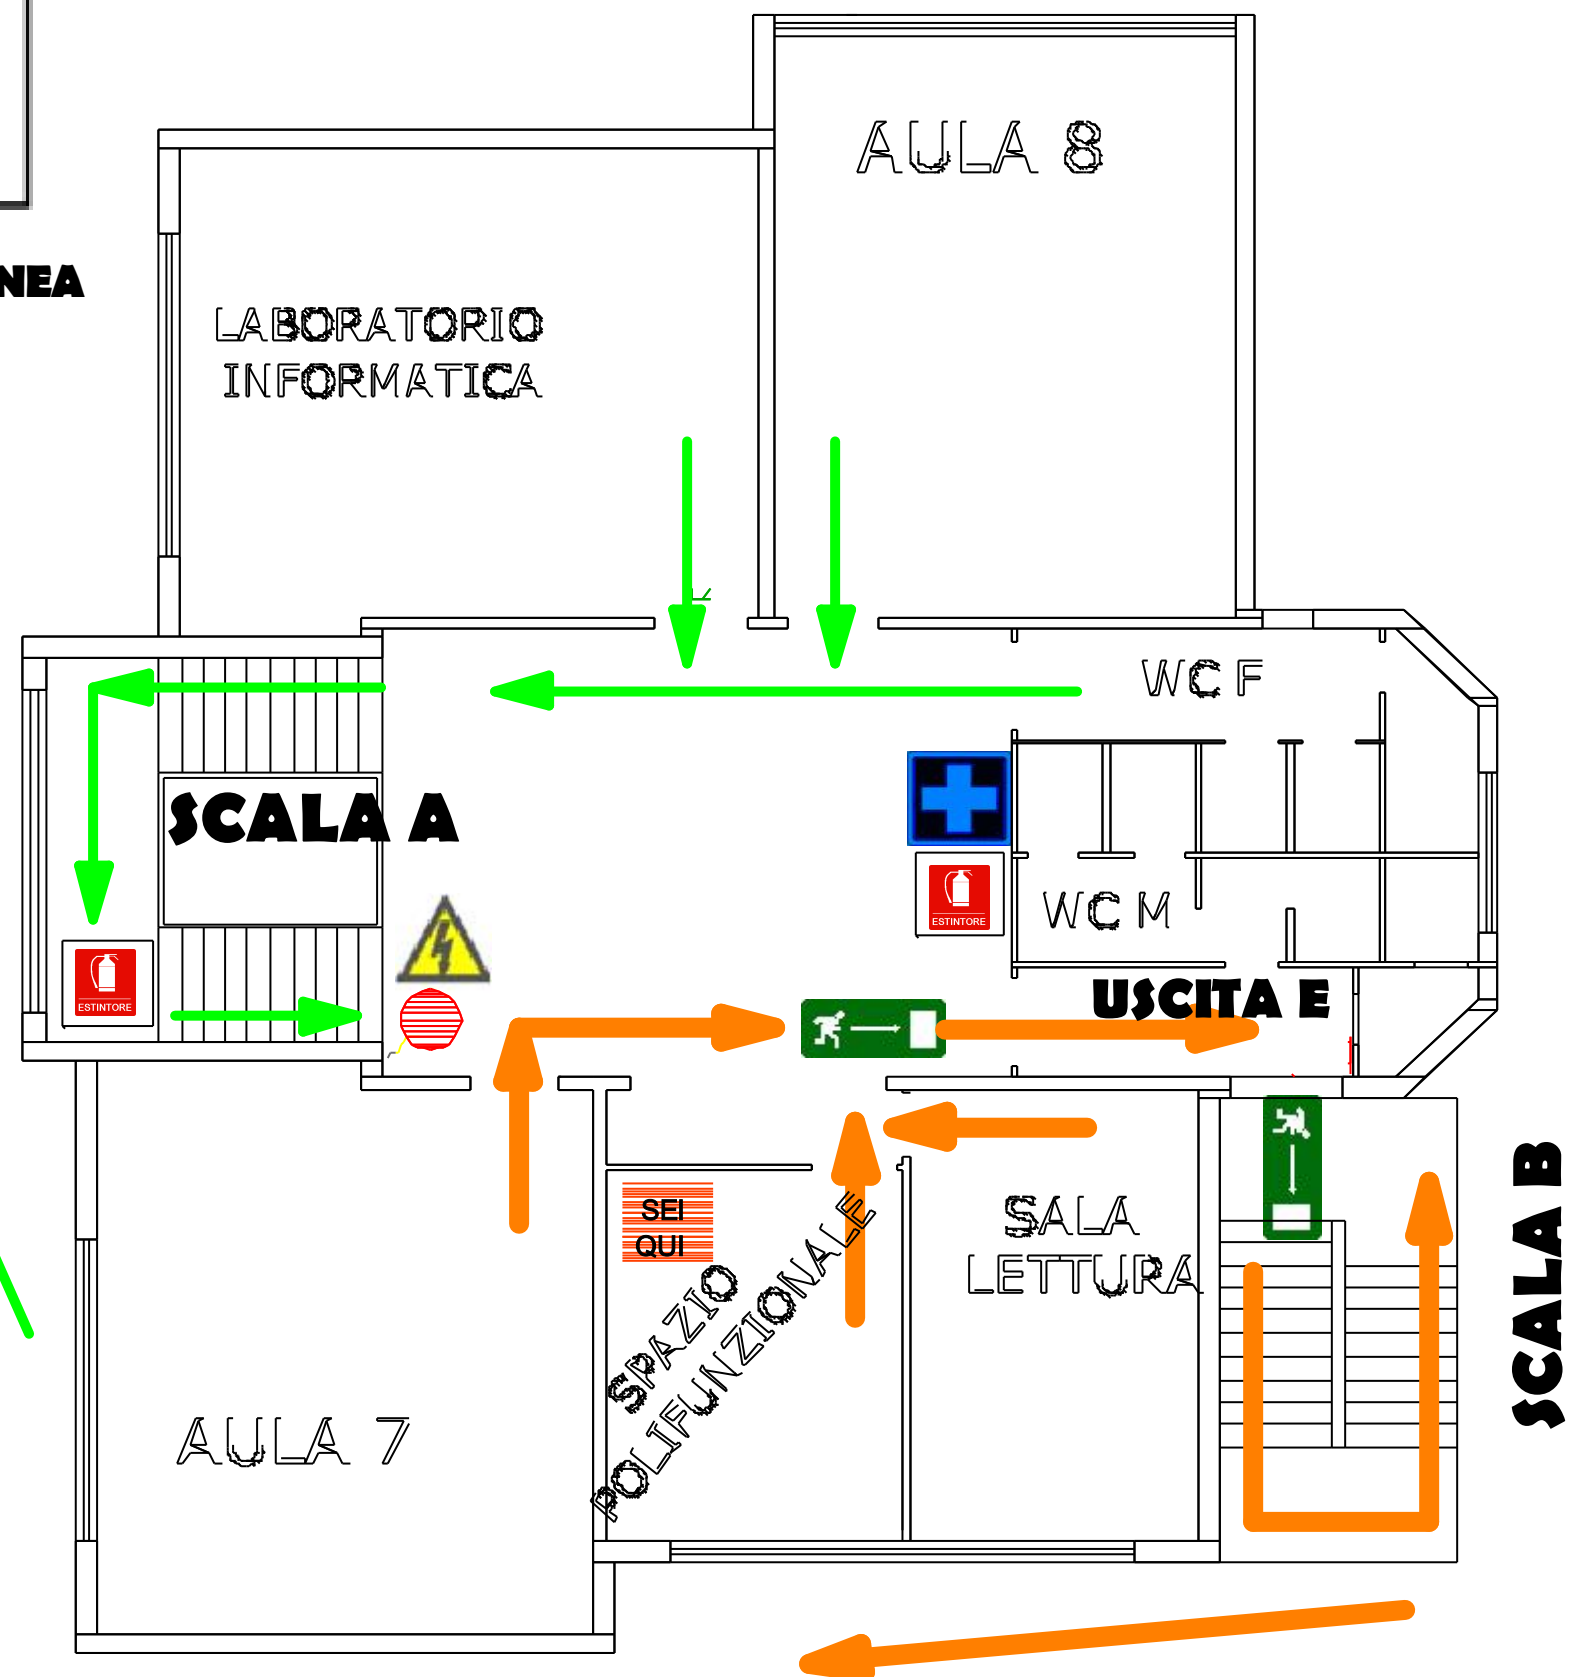 AULA 8
NEA
LABORATORIO
INFORMATICA
WC F
SCALA A
ESTINTORE
WC M
ESTINTORE
USCITA E
SEI
QUI
SPAZIO
POLIFUNZIONALE
SALA
LETTURA
SCALA B
AULA 7